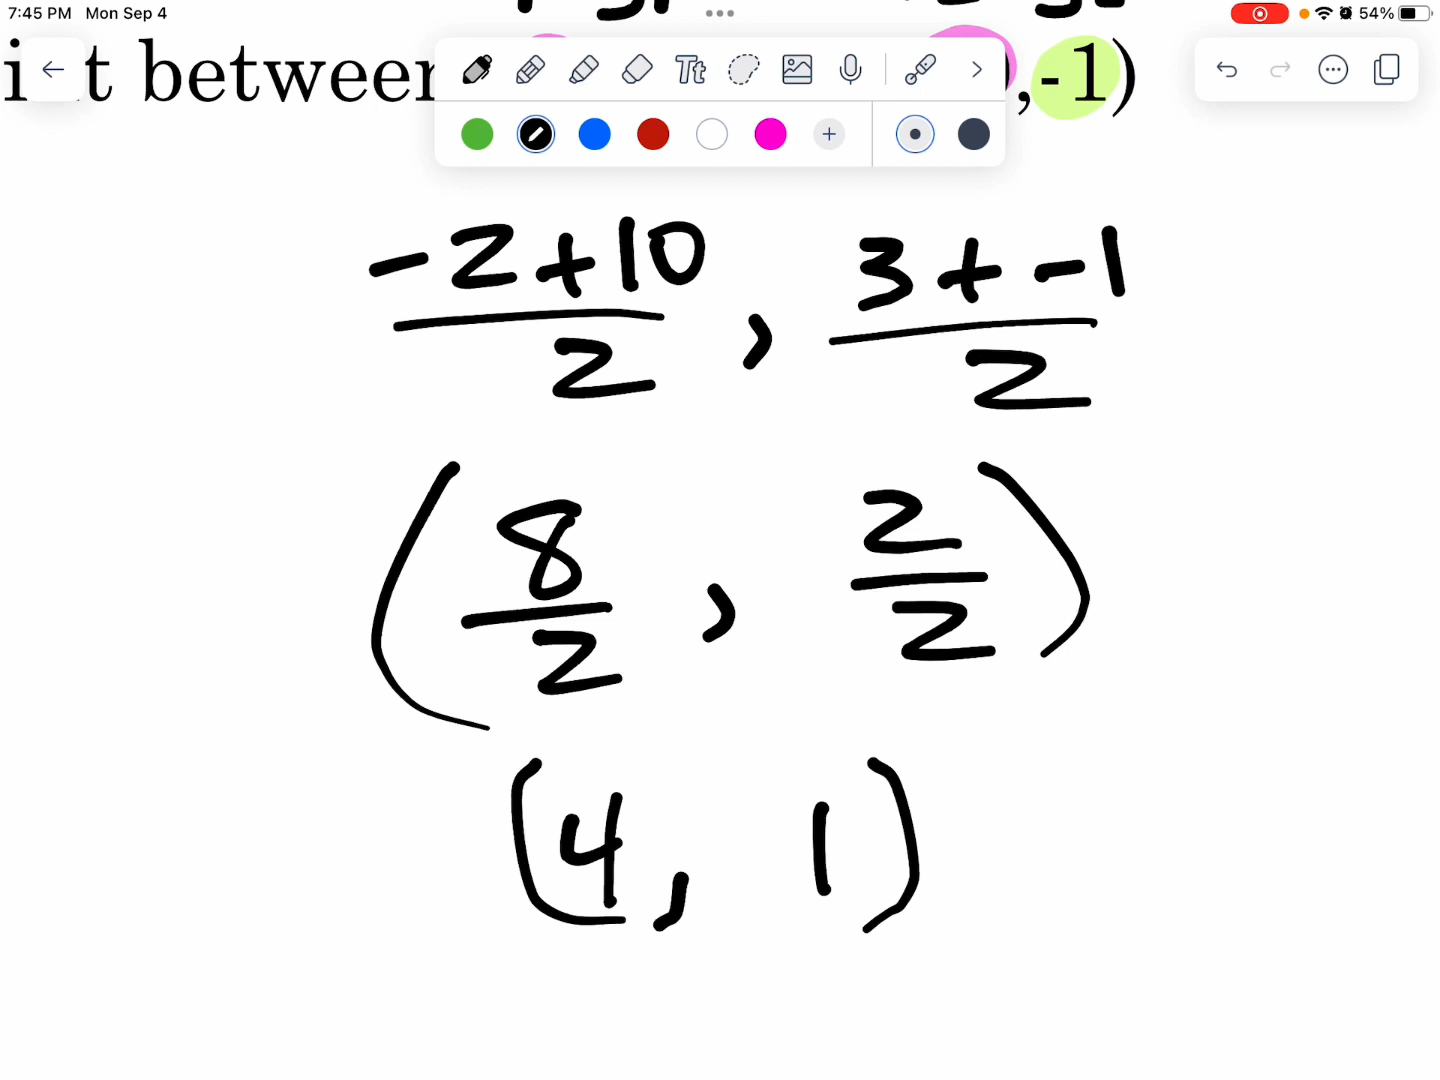 7:45 PM Mon Sep 4 54%
t between ,-1)
Tt
-2+10 / 2 , 3+-1 / 2
(8/2 , 2/2)
(4, 1)